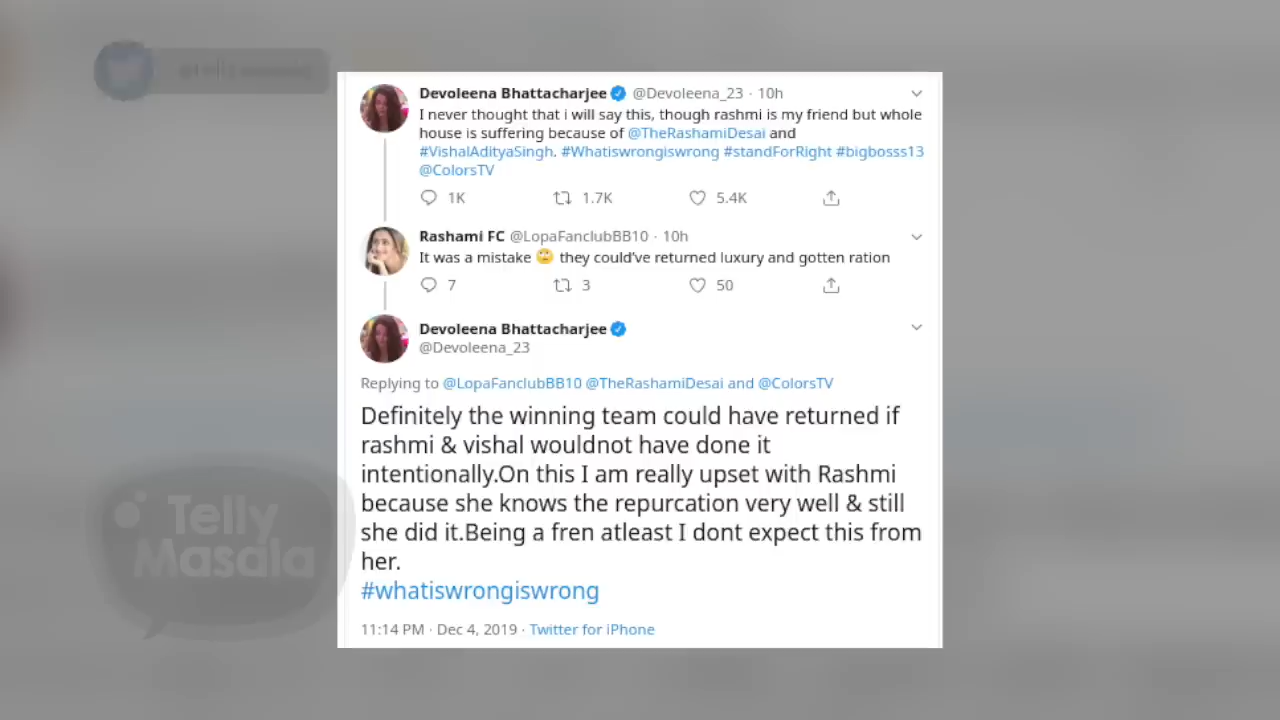 Devoleena Bhattacharjee @Devoleena_23 · 10h
I never thought that i will say this, though rashmi is my friend but whole
house is suffering because of @TheRashamiDesai and
#VishalAdityaSingh. #Whatiswrongiswrong #standForRight #bigbosss13
@ColorsTV
1K 1.7K 5.4K
Rashami FC @LopaFanclubBB10 · 10h
It was a mistake 🙄 they could've returned luxury and gotten ration
7 3 50
Devoleena Bhattacharjee
@Devoleena_23
Replying to @LopaFanclubBB10 @TheRashamiDesai and @ColorsTV
Definitely the winning team could have returned if
rashmi & vishal wouldnot have done it
intentionally.On this I am really upset with Rashmi
because she knows the repurcation very well & still
she did it.Being a fren atleast I dont expect this from
her.
#whatiswrongiswrong
11:14 PM · Dec 4, 2019 · Twitter for iPhone
Telly
Masala